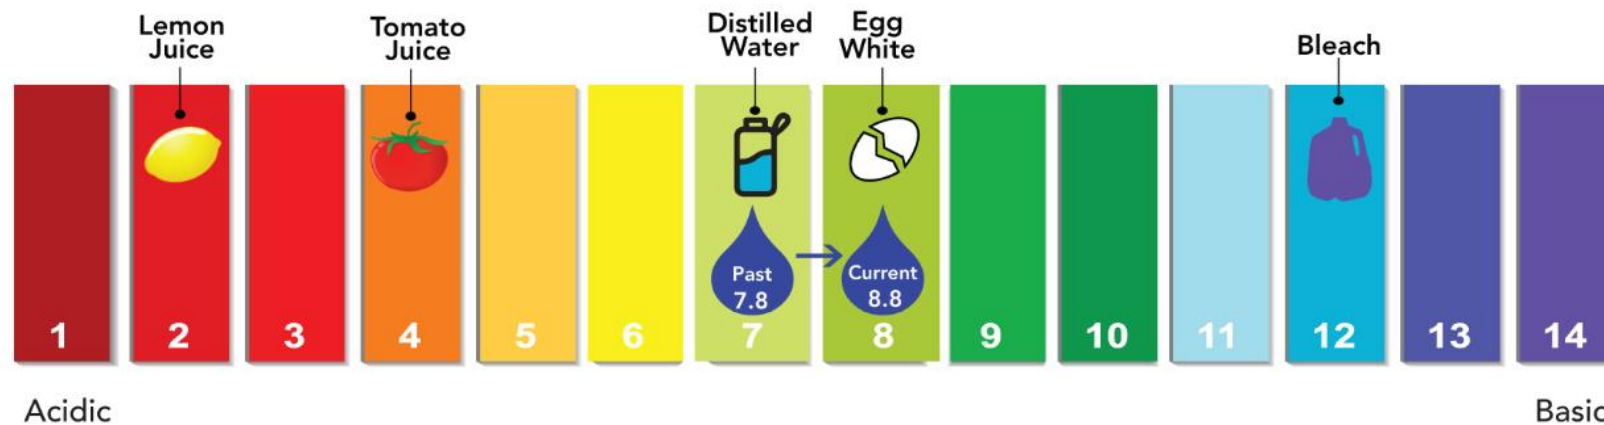 Lemon
Juice
Tomato
Juice
Distilled
Water
Egg
White
Bleach
Past
7.8
Current
8.8
1
2
3
4
5
6
7
8
9
10
11
12
13
14
Acidic
Basic